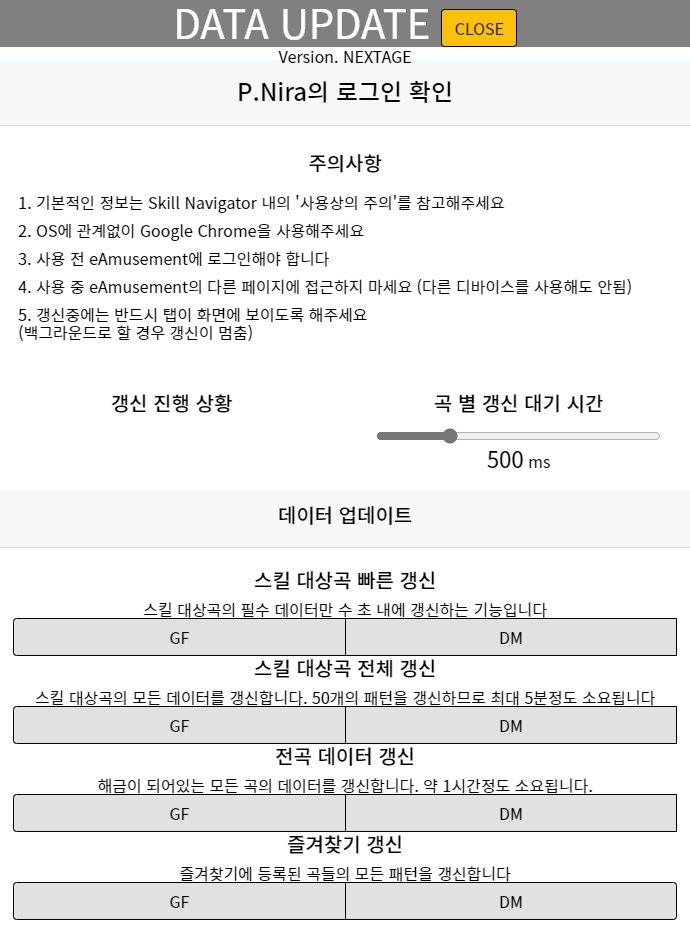 DATA UPDATE CLOSE
Version. NEXTAGE
P.Nira의 로그인 확인
주의사항
1. 기본적인 정보는 Skill Navigator 내의 '사용상의 주의'를 참고해주세요
2. OS에 관계없이 Google Chrome을 사용해주세요
3. 사용 전 eAmusement에 로그인해야 합니다
4. 사용 중 eAmusement의 다른 페이지에 접근하지 마세요 (다른 디바이스를 사용해도 안됨)
5. 갱신중에는 반드시 탭이 화면에 보이도록 해주세요
(백그라운드로 할 경우 갱신이 멈춤)
갱신 진행 상황
곡 별 갱신 대기 시간
500 ms
데이터 업데이트
스킬 대상곡 빠른 갱신
스킬 대상곡의 필수 데이터만 수 초 내에 갱신하는 기능입니다
GF DM
스킬 대상곡 전체 갱신
스킬 대상곡의 모든 데이터를 갱신합니다. 50개의 패턴을 갱신하므로 최대 5분정도 소요됩니다
GF DM
전곡 데이터 갱신
해금이 되어있는 모든 곡의 데이터를 갱신합니다. 약 1시간정도 소요됩니다.
GF DM
즐겨찾기 갱신
즐겨찾기에 등록된 곡들의 모든 패턴을 갱신합니다
GF DM